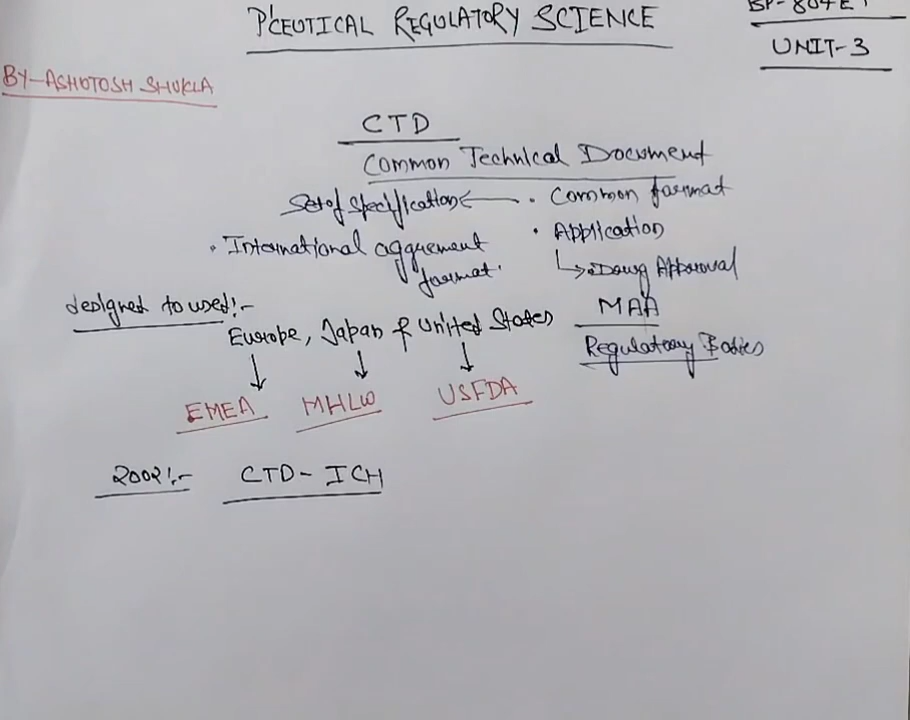 P'CEUTICAL REGULATORY SCIENCE
BP-804ET
UNIT-3
BY-ASHUTOSH SHUKLA
CTD
Common Technical Document
Set of specification ← • Common format
• International aggrement format.
• Application
↳ • Drug Approval
MAA
Regulatory Bodies
designed to used:-
Europe, Japan & United States
↓ ↓ ↓
EMEA MHLW USFDA
2002:- CTD - ICH